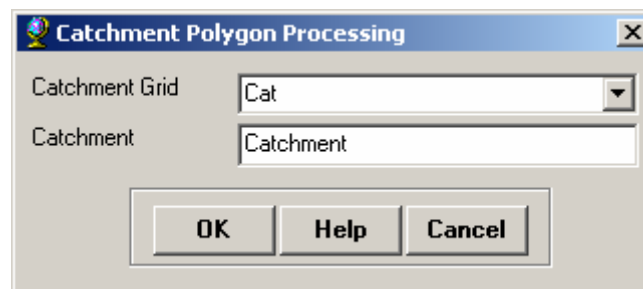 Catchment Polygon Processing
Catchment Grid Cat
Catchment Catchment
OK Help Cancel